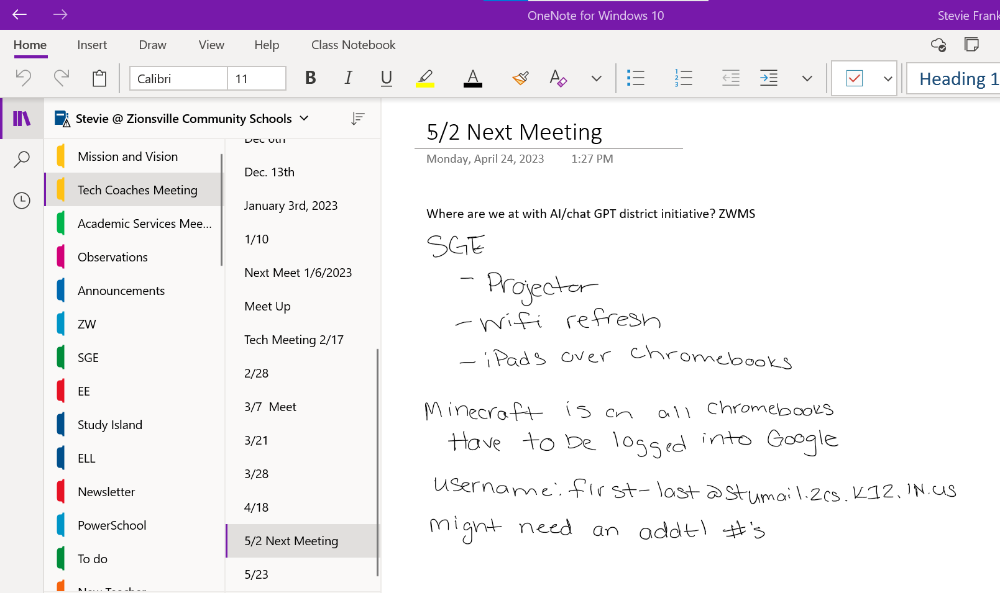 OneNote for Windows 10
Stevie Frank
Home Insert Draw View Help Class Notebook
Calibri 11 B I U A A Heading 1
Stevie @ Zionsville Community Schools
Mission and Vision
Tech Coaches Meeting
Academic Services Mee...
Observations
Announcements
ZW
SGE
EE
Study Island
ELL
Newsletter
PowerSchool
To do
New Teacher
Dec 6th
Dec. 13th
January 3rd, 2023
1/10
Next Meet 1/6/2023
Meet Up
Tech Meeting 2/17
2/28
3/7 Meet
3/21
3/28
4/18
5/2 Next Meeting
5/23
5/2 Next Meeting
Monday, April 24, 2023 1:27 PM
Where are we at with AI/chat GPT district initiative? ZWMS
SGE
- Projector
- Wifi refresh
- iPads over chromebooks
Minecraft is on all chromebooks
Have to be logged into Google
username: first-last@stumail.zcs.K12.IN.us
might need an addtl #'s